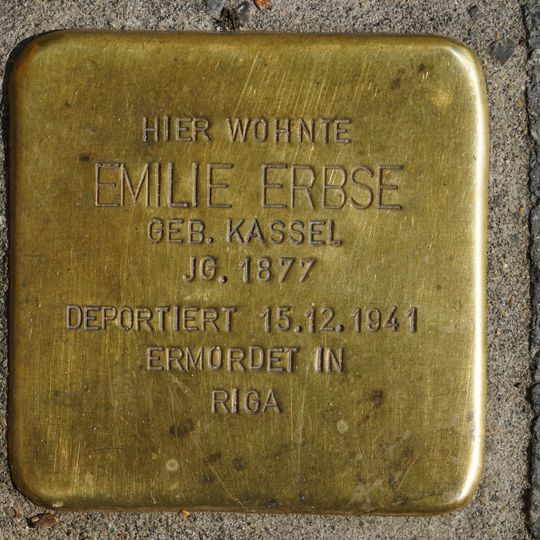 HIER WOHNTE
EMILIE ERBSE
GEB. KASSEL
JG. 1877
DEPORTIERT 15.12.1941
ERMORDET IN
RIGA